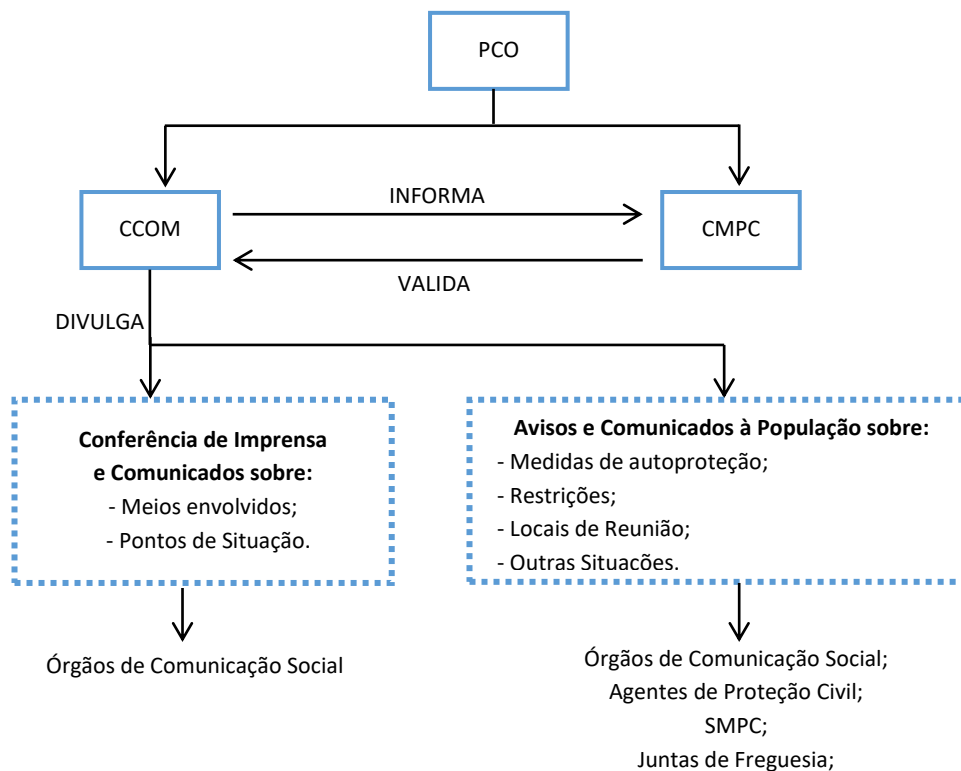 PCO
INFORMA
CCOM
CMPC
VALIDA
DIVULGA
Conferência de Imprensa
e Comunicados sobre:
- Meios envolvidos;
- Pontos de Situação.
Avisos e Comunicados à População sobre:
- Medidas de autoproteção;
- Restrições;
- Locais de Reunião;
- Outras Situações.
Órgãos de Comunicação Social
Órgãos de Comunicação Social;
Agentes de Proteção Civil;
SMPC;
Juntas de Freguesia;